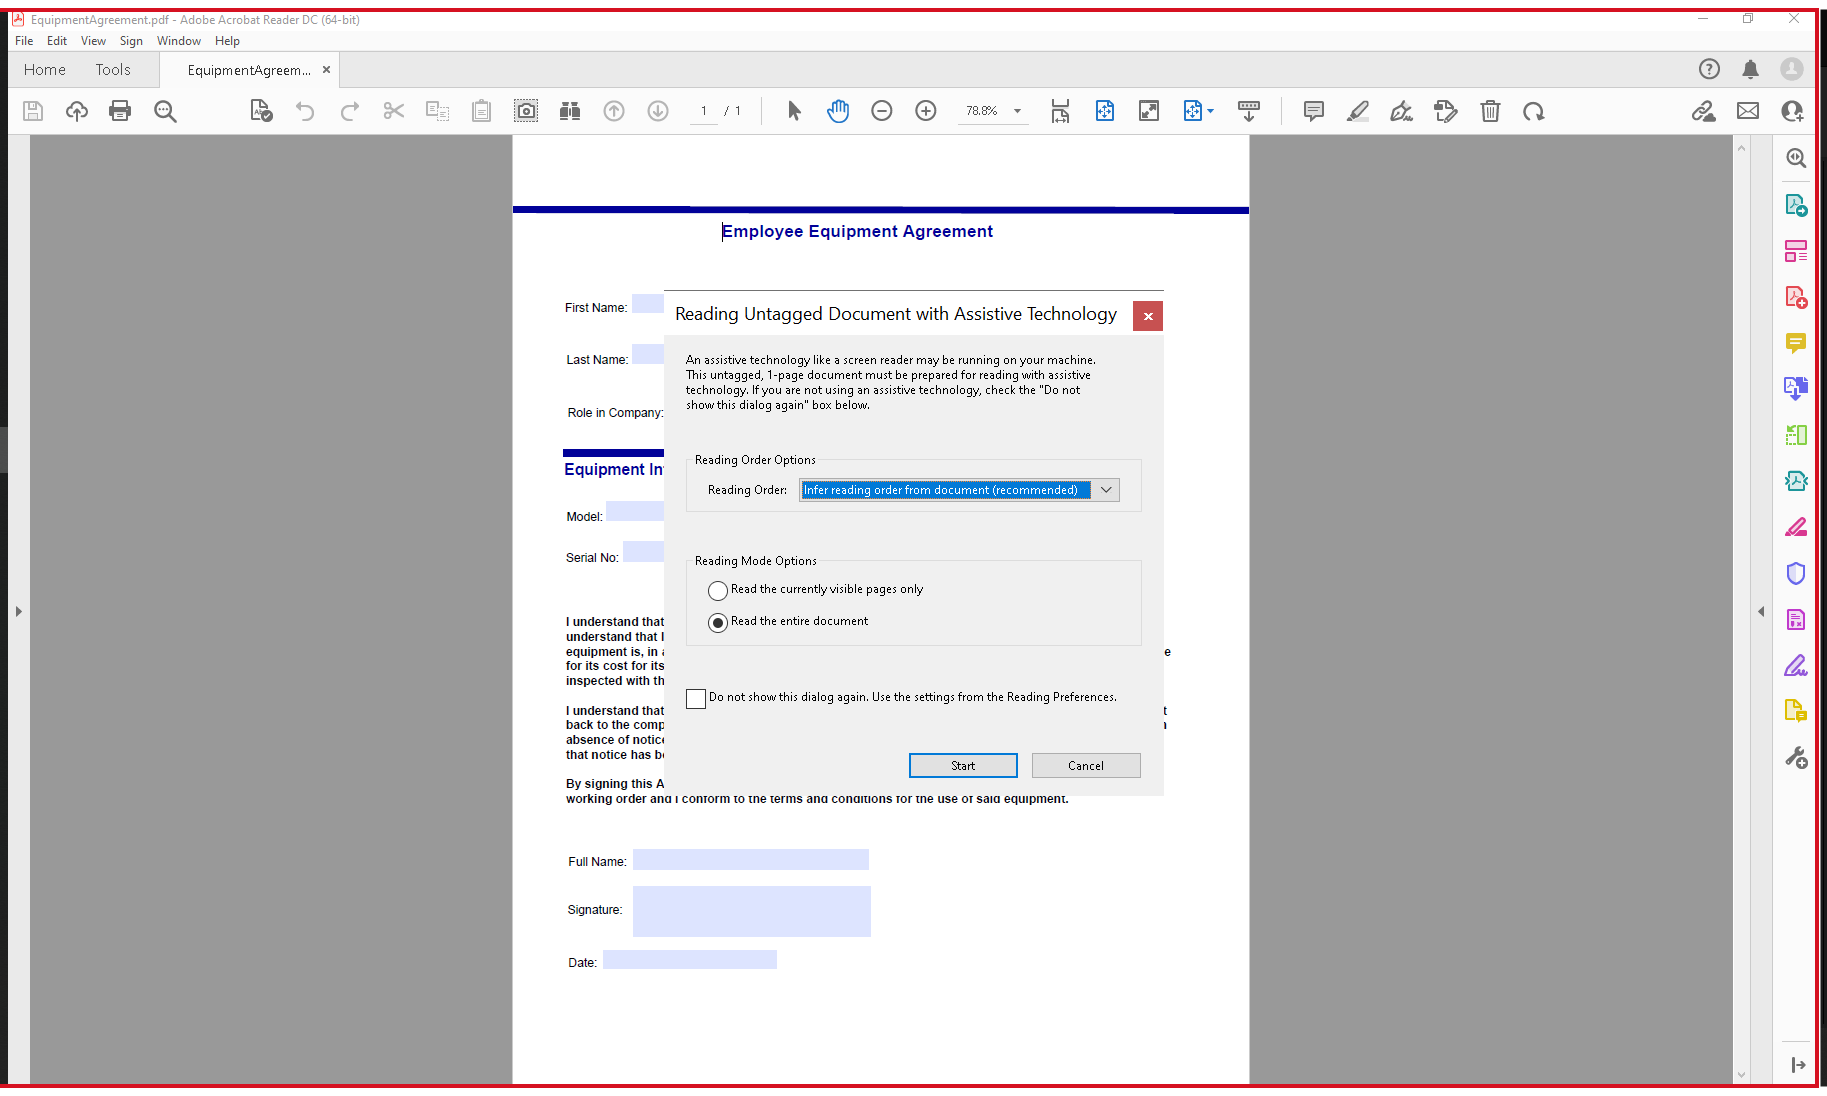 EquipmentAgreement.pdf - Adobe Acrobat Reader DC (64-bit)
File Edit View Sign Window Help
Home Tools EquipmentAgreem... ×
1 / 1 78.8%
Employee Equipment Agreement
First Name:
Last Name:
Role in Company:
Equipment In
Model:
Serial No:
I understand that
understand that I
equipment is, in a
e
for its cost for its
inspected with th
I understand that
t
back to the comp
absence of notice
that notice has be
By signing this A
working order and I conform to the terms and conditions for the use of said equipment.
Full Name:
Signature:
Date:
Reading Untagged Document with Assistive Technology
An assistive technology like a screen reader may be running on your machine.
This untagged, 1-page document must be prepared for reading with assistive
technology. If you are not using an assistive technology, check the "Do not
show this dialog again" box below.
Reading Order Options
Reading Order: Infer reading order from document (recommended)
Reading Mode Options
Read the currently visible pages only
Read the entire document
Do not show this dialog again. Use the settings from the Reading Preferences.
Start Cancel